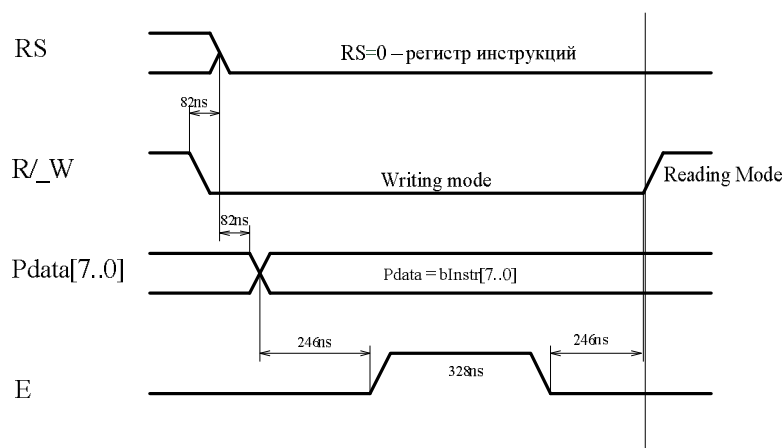 RS
RS=0 – регистр инструкций
82ns
R/_W
Writing mode
Reading Mode
82ns
Pdata[7..0]
Pdata = bInstr[7..0]
246ns
246ns
328ns
E